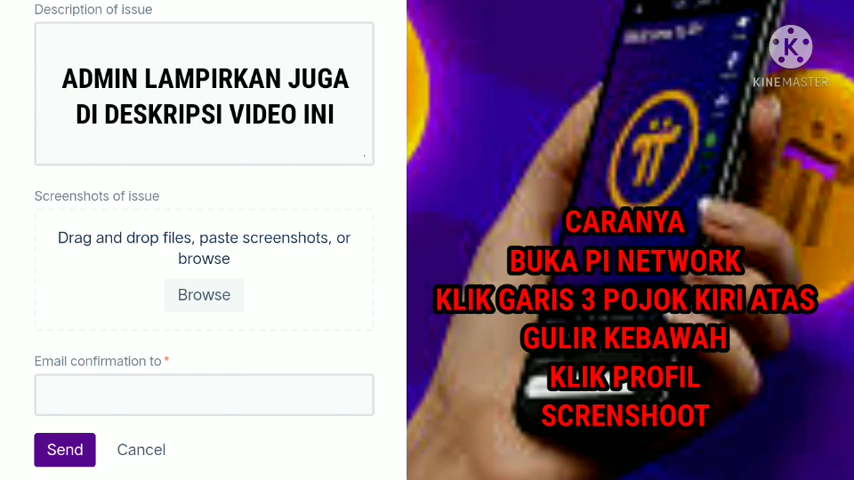 Description of issue
ADMIN LAMPIRKAN JUGA
DI DESKRIPSI VIDEO INI
Screenshots of issue
Drag and drop files, paste screenshots, or
browse
Browse
Email confirmation to *
Send Cancel
K
KINEMASTER
CARANYA
BUKA PI NETWORK
KLIK GARIS 3 POJOK KIRI ATAS
GULIR KEBAWAH
KLIK PROFIL
SCRENSHOOT